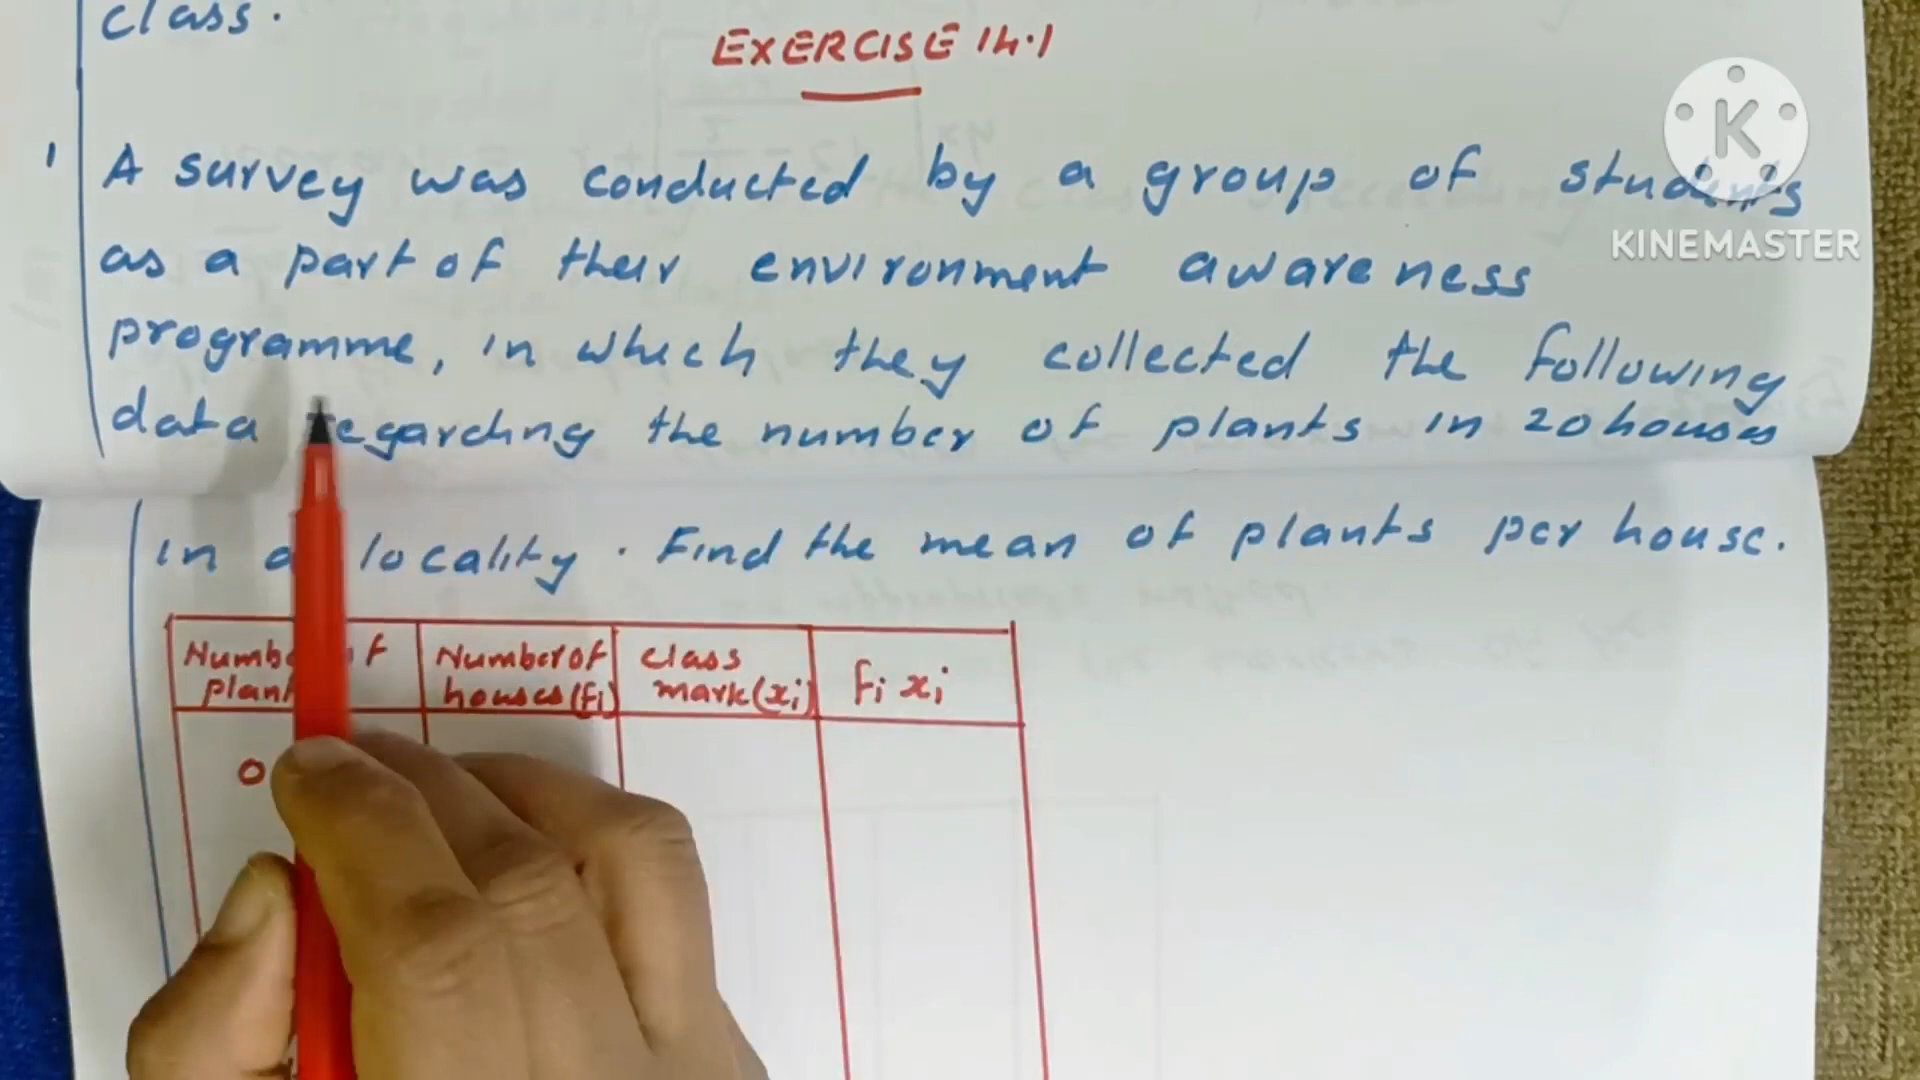 class.
EXERCISE 14.1
1 A survey was conducted by a group of students
KINEMASTER
as a part of their environment awareness
programme, in which they collected the following
data regarding the number of plants in 20 houses
in a locality. Find the mean of plants per house.
Number of plants
Number of houses (fi)
class mark (xi)
fi xi
0